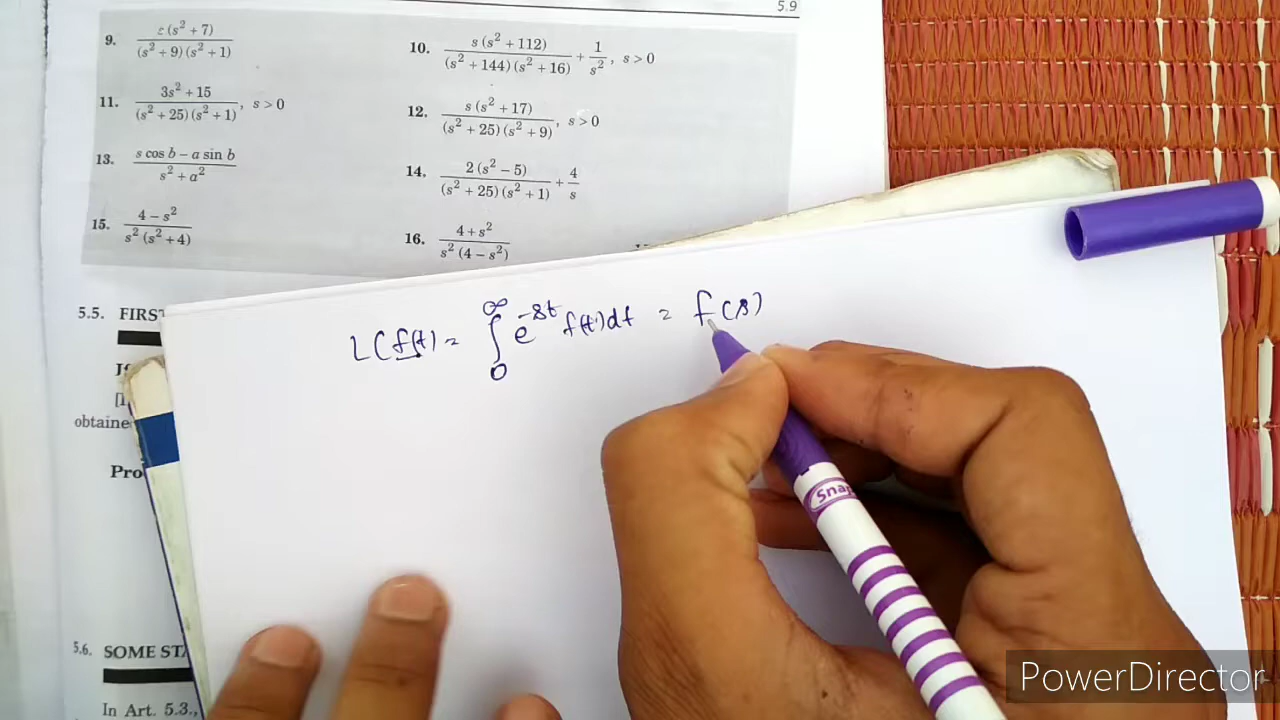 5.9
9. s(s² + 7) / (s² + 9)(s² + 1)
10. s(s² + 112) / (s² + 144)(s² + 16) + 1/s², s > 0
11. 3s² + 15 / (s² + 25)(s² + 1), s > 0
12. s(s² + 17) / (s² + 25)(s² + 9), s > 0
13. s cos b − a sin b / s² + a²
14. 2(s² − 5) / (s² + 25)(s² + 1) + 4/s
15. 4 − s² / s²(s² + 4)
16. 4 + s² / s²(4 − s²)
5.5. FIRST
L(f(t) = ∫₀^∞ e^−st f(t)dt = f(s)
obtaine
Pro
5.6. SOME STA
In Art. 5.3.,
Snap
PowerDirector